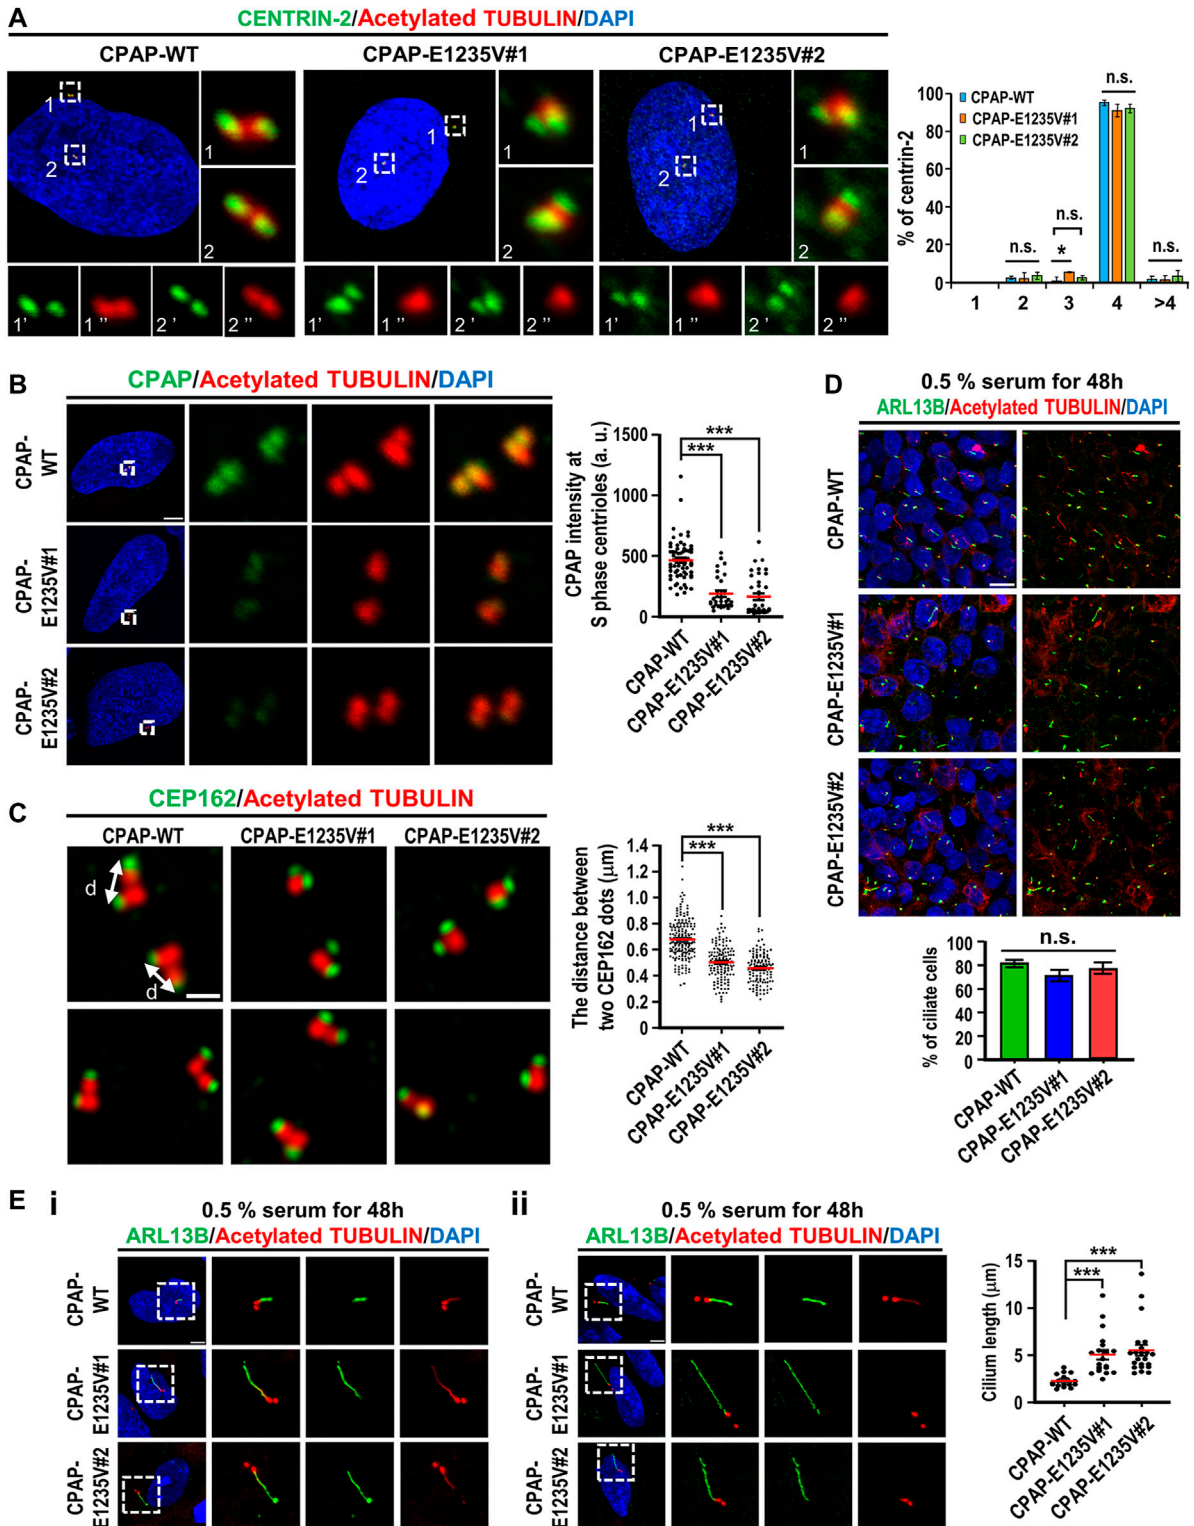 A
CENTRIN-2/Acetylated TUBULIN/DAPI
CPAP-WT
CPAP-E1235V#1
CPAP-E1235V#2
1
2
1
2
1'
1"
2'
2"
1
2
1
2
1'
1"
2'
2"
1
2
1
2
1'
1"
2'
2"
% of centrin-2
100
80
60
40
20
0
CPAP-WT
CPAP-E1235V#1
CPAP-E1235V#2
n.s.
n.s.
*
n.s.
n.s.
1 2 3 4 >4
B
CPAP/Acetylated TUBULIN/DAPI
CPAP-
WT
CPAP-
E1235V#1
CPAP-
E1235V#2
CPAP intensity at
S phase centrioles (a. u.)
1500
1000
500
0
***
***
CPAP-WT
CPAP-E1235V#1
CPAP-E1235V#2
C
CEP162/Acetylated TUBULIN
CPAP-WT
CPAP-E1235V#1
CPAP-E1235V#2
d
d
The distance between
two CEP162 dots (μm)
1.4
1.2
1.0
0.8
0.6
0.4
0.2
0
***
***
CPAP-WT
CPAP-E1235V#1
CPAP-E1235V#2
D
0.5 % serum for 48h
ARL13B/Acetylated TUBULIN/DAPI
CPAP-WT
CPAP-E1235V#1
CPAP-E1235V#2
% of ciliate cells
100
80
60
40
20
0
n.s.
CPAP-WT
CPAP-E1235V#1
CPAP-E1235V#2
E
i
0.5 % serum for 48h
ARL13B/Acetylated TUBULIN/DAPI
CPAP-
WT
CPAP-
E1235V#1
CPAP-
E1235V#2
ii
0.5 % serum for 48h
ARL13B/Acetylated TUBULIN/DAPI
CPAP-
WT
CPAP-
E1235V#1
CPAP-
E1235V#2
Cilium length (μm)
15
10
5
0
***
***
CPAP-WT
CPAP-E1235V#1
CPAP-E1235V#2